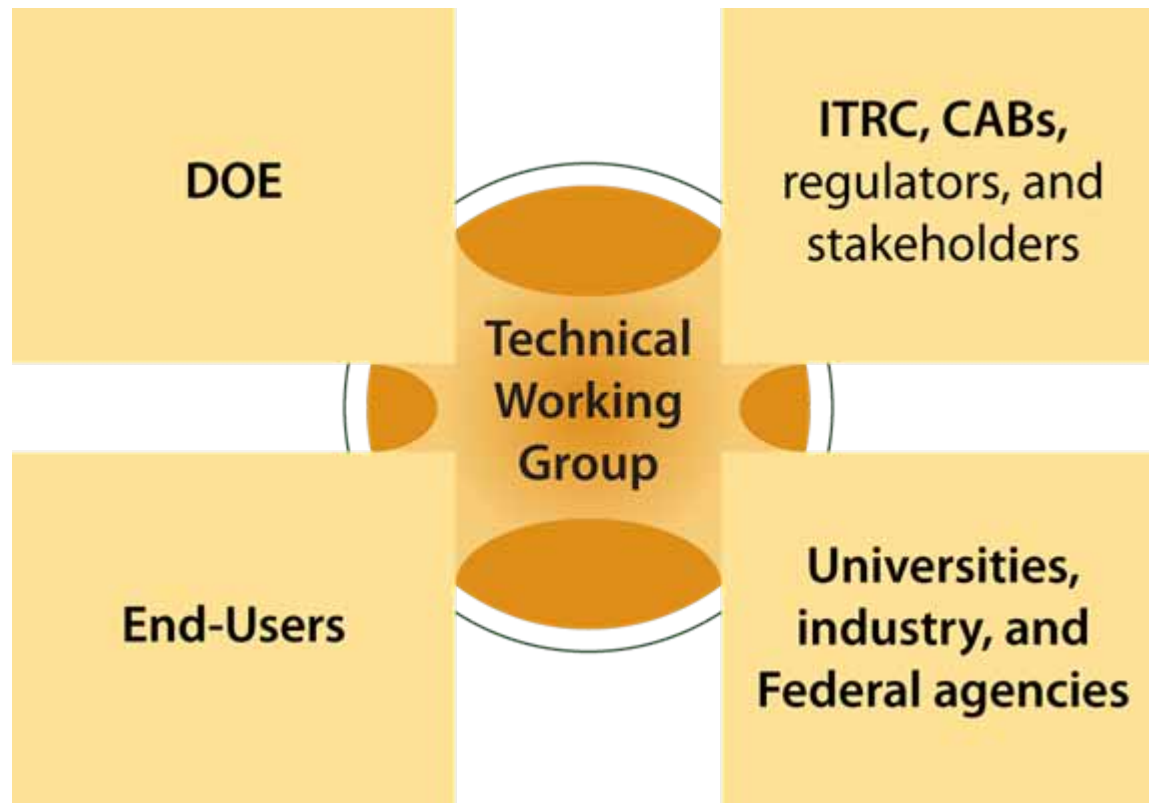 DOE
ITRC, CABs,
regulators, and
stakeholders
Technical
Working
Group
End-Users
Universities,
industry, and
Federal agencies